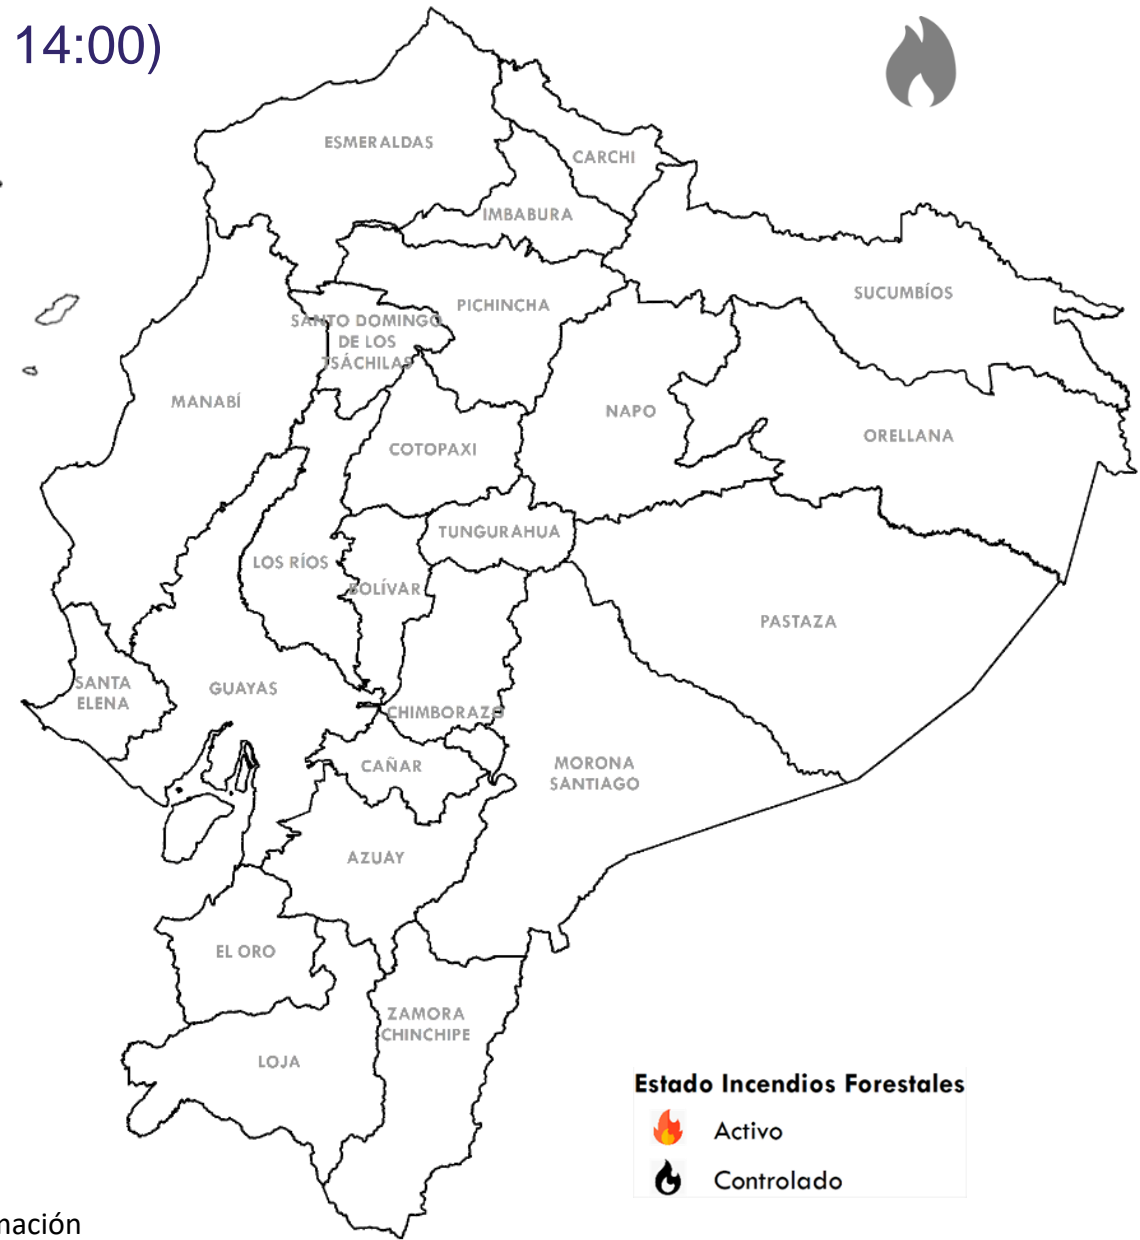 14:00)
ESMERALDAS
CARCHI
IMBABURA
SUCUMBÍOS
PICHINCHA
SANTO DOMINGO
DE LOS
TSÁCHILAS
MANABÍ
NAPO
ORELLANA
COTOPAXI
TUNGURAHUA
LOS RÍOS
BOLÍVAR
PASTAZA
SANTA
ELENA
GUAYAS
CHIMBORAZO
CAÑAR
MORONA
SANTIAGO
AZUAY
EL ORO
ZAMORA
CHINCHIPE
LOJA
Estado Incendios Forestales
Activo
Controlado
mación